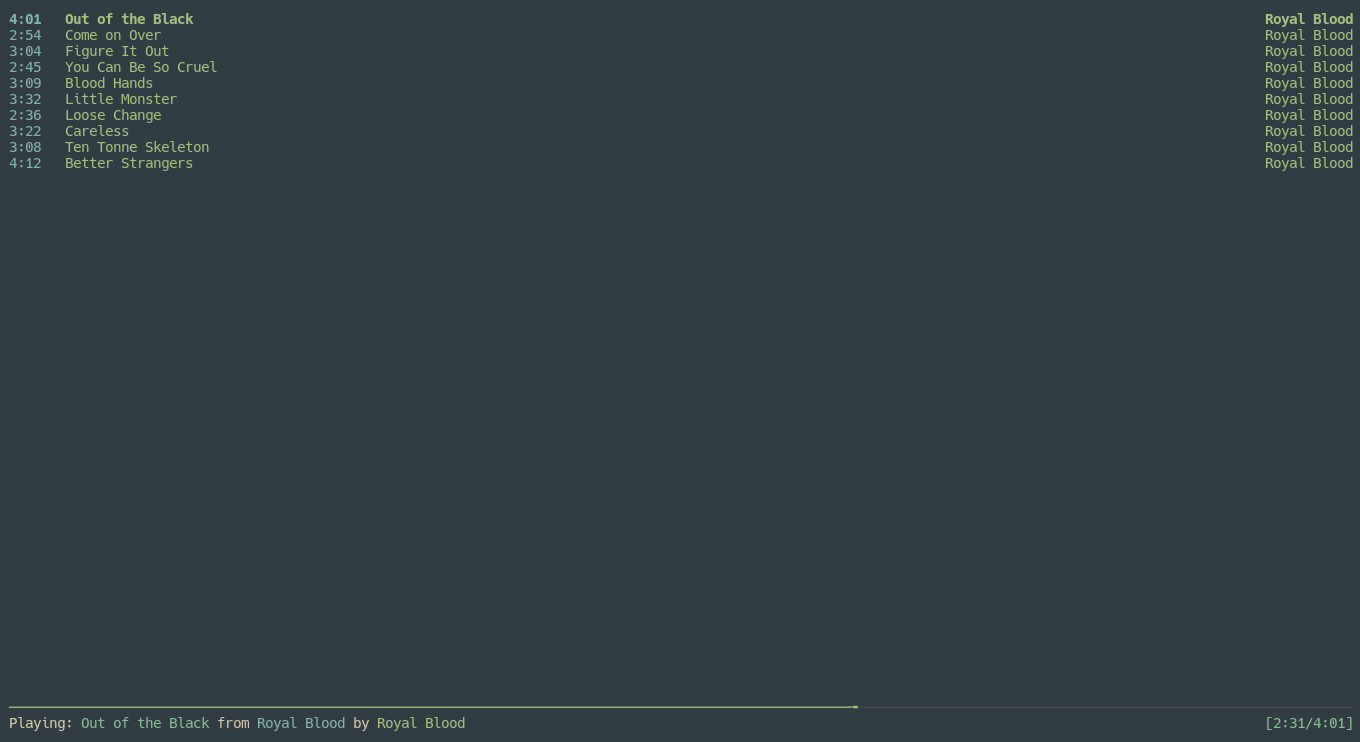 4:01 Out of the Black Royal Blood
2:54 Come on Over Royal Blood
3:04 Figure It Out Royal Blood
2:45 You Can Be So Cruel Royal Blood
3:09 Blood Hands Royal Blood
3:32 Little Monster Royal Blood
2:36 Loose Change Royal Blood
3:22 Careless Royal Blood
3:08 Ten Tonne Skeleton Royal Blood
4:12 Better Strangers Royal Blood
Playing: Out of the Black from Royal Blood by Royal Blood [2:31/4:01]